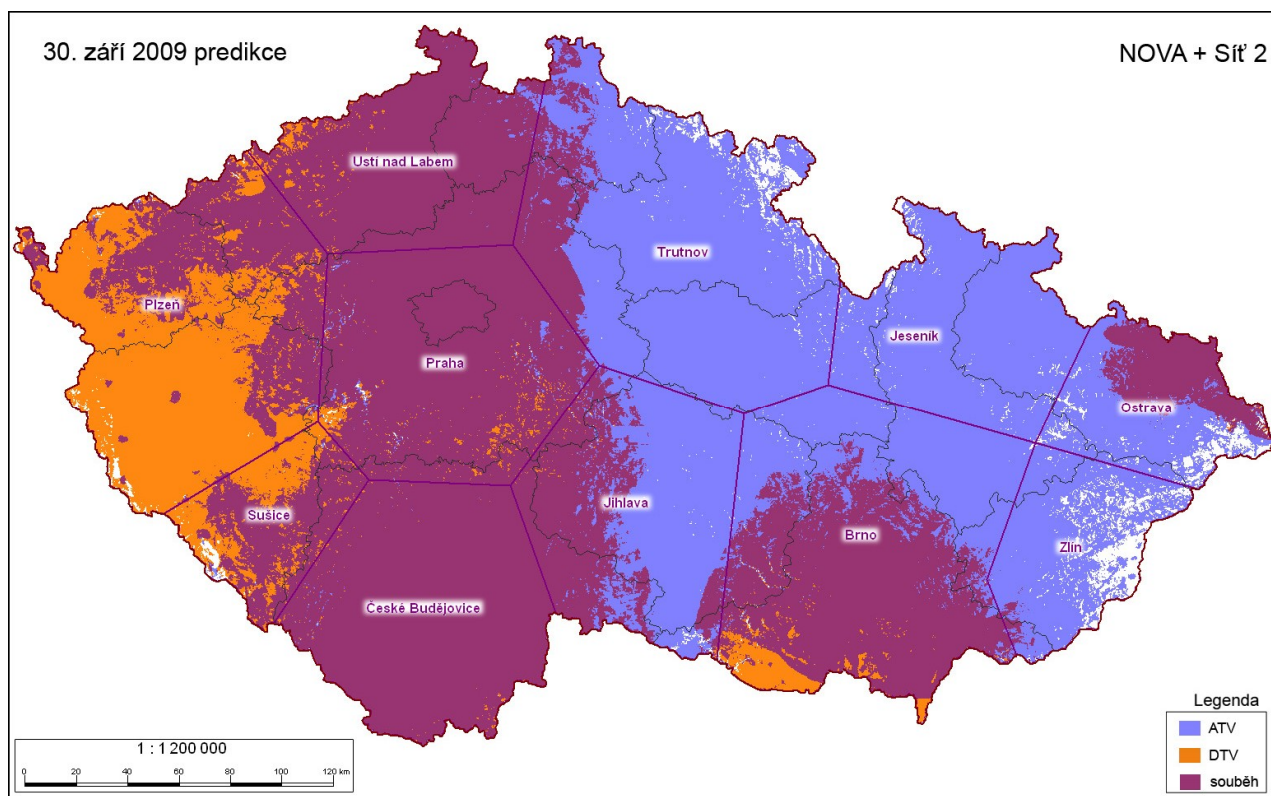 30. září 2009 predikce
NOVA + Síť 2
Ústí nad Labem
Trutnov
Plzeň
Jeseník
Praha
Ostrava
Sušice
Jihlava
Brno
Zlín
České Budějovice
Legenda
ATV
DTV
souběh
1 : 1 200 000
0 20 40 60 80 100 120 km